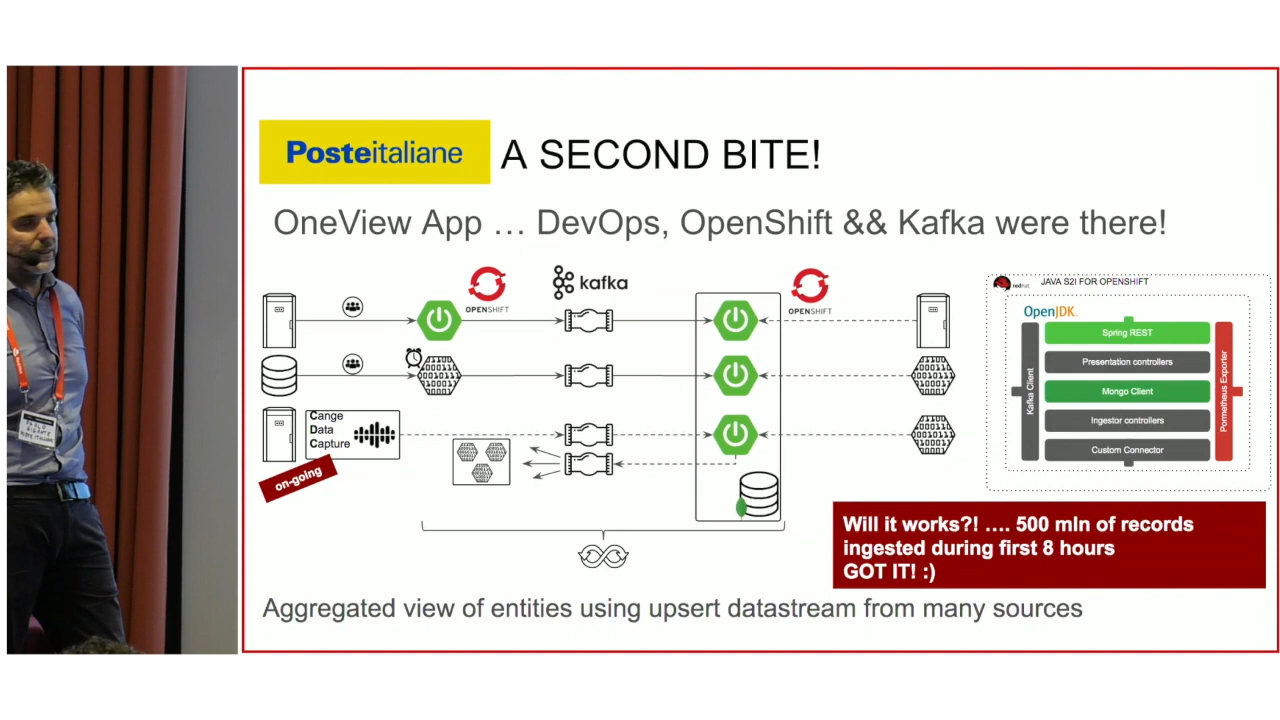 Posteitaliane A SECOND BITE!
OneView App … DevOps, OpenShift && Kafka were there!
OPENSHIFT
kafka
OPENSHIFT
Cange
Data
Capture
on-going
redhat
JAVA S2I FOR OPENSHIFT
OpenJDK
Kafka Client
Spring REST
Presentation controllers
Mongo Client
Ingestor controllers
Custom Connector
Pormetheus Exporter
Will it works?! …. 500 mln of records
ingested during first 8 hours
GOT IT! :)
Aggregated view of entities using upsert datastream from many sources